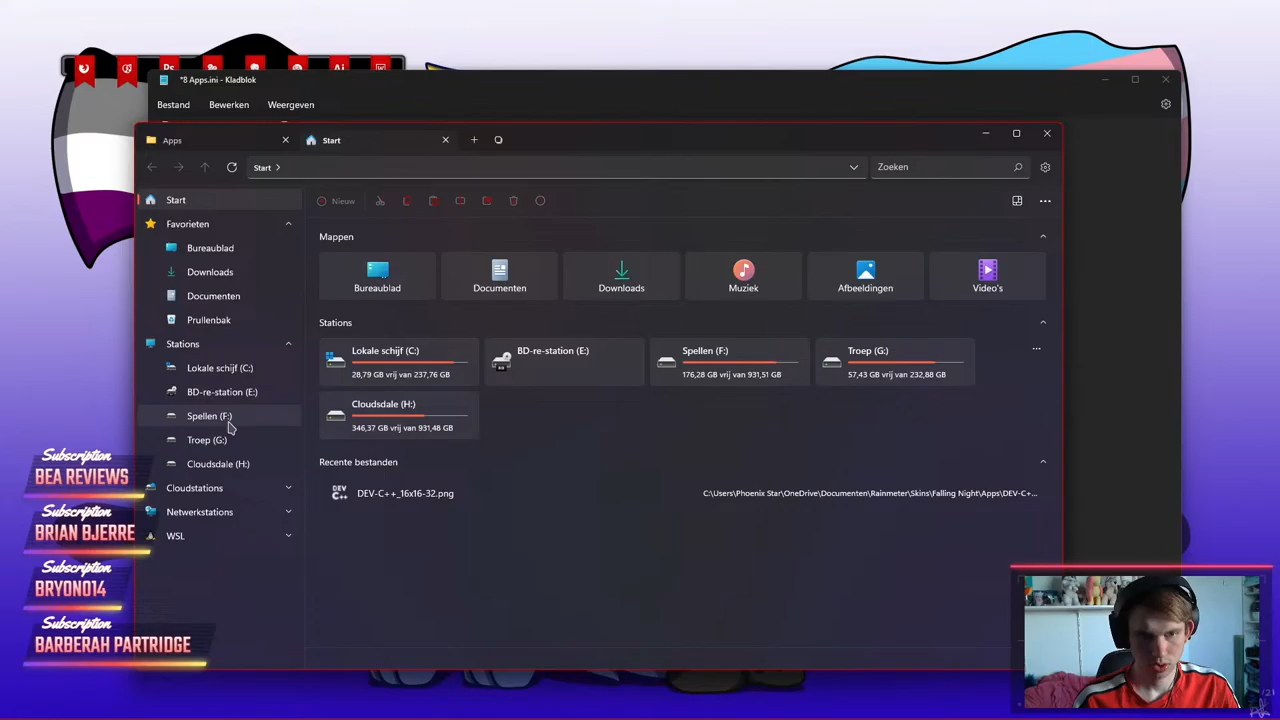 Ps
Ai
*8 Apps.ini - Kladblok
Bestand
Bewerken
Weergeven
Apps
Start
Start
Zoeken
Start
Nieuw
Favorieten
Mappen
Bureaublad
Downloads
Bureaublad
Documenten
Downloads
Muziek
Afbeeldingen
Video's
Documenten
Prullenbak
Stations
Stations
Lokale schijf (C:)
BD-re-station (E:)
Spellen (F:)
Troep (G:)
Lokale schijf (C:)
28,79 GB vrij van 237,76 GB
BD-re-station (E:)
Spellen (F:)
176,28 GB vrij van 931,51 GB
Troep (G:)
57,43 GB vrij van 232,88 GB
Cloudsdale (H:)
346,37 GB vrij van 931,48 GB
Cloudsdale (H:)
Recente bestanden
Cloudstations
DEV C++
DEV-C++_16x16-32.png
C:\Users\Phoenix Star\OneDrive\Documenten\Rainmeter\Skins\Falling Night\Apps\DEV-C+...
Netwerkstations
WSL
Subscription
BEA REVIEWS
Subscription
BRIAN BJERRE
Subscription
BRYONO14
Subscription
BARBERAH PARTRIDGE